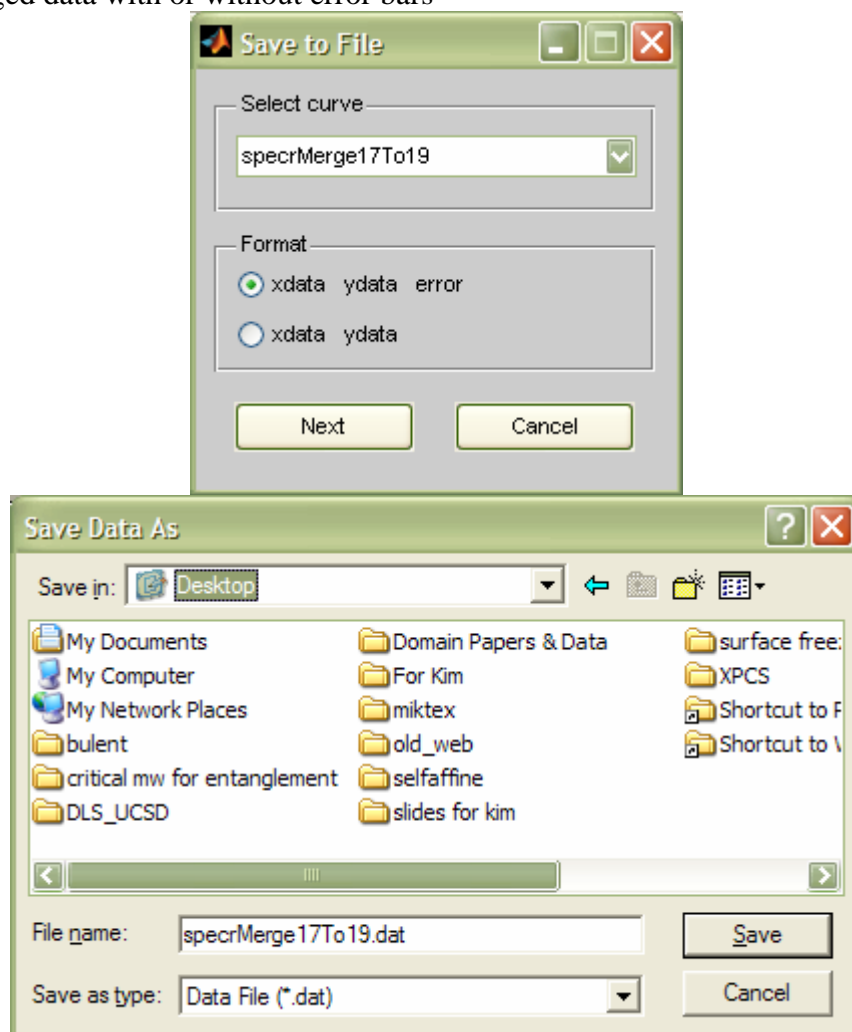 data with or without error bars
Save to File
Select curve
specrMerge17To19
Format
xdata ydata error
xdata ydata
Next Cancel
Save Data As
Save in: Desktop
My Documents
My Computer
My Network Places
bulent
critical mw for entanglement
DLS_UCSD
Domain Papers & Data
For Kim
miktex
old_web
selfaffine
slides for kim
surface
XPCS
Shortcut to
Shortcut to
File name: specrMerge17To19.dat
Save
Save as type: Data File (*.dat)
Cancel